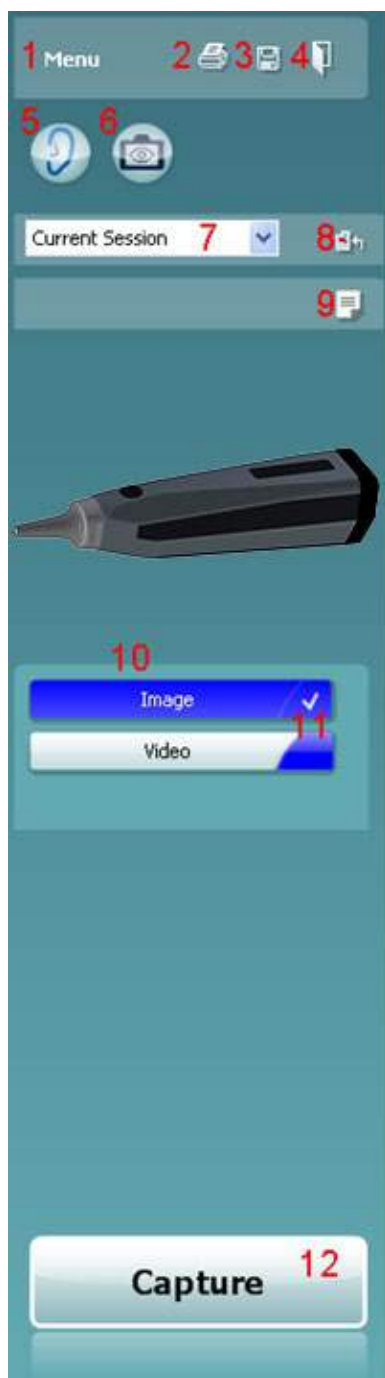 1 Menu 2 3 4
5 6
Current Session 7 8
9
10
Image
11
Video
Capture 12